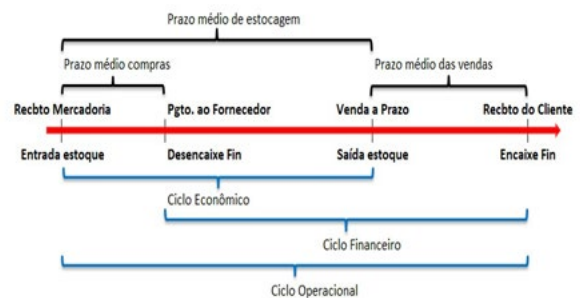 Prazo médio de estocagem
Prazo médio compras
Prazo médio das vendas
Recbto Mercadoria Pgto. ao Fornecedor Venda a Prazo Recbto do Cliente
Entrada estoque Desencaixe Fin Saída estoque Encaixe Fin
Ciclo Econômico
Ciclo Financeiro
Ciclo Operacional